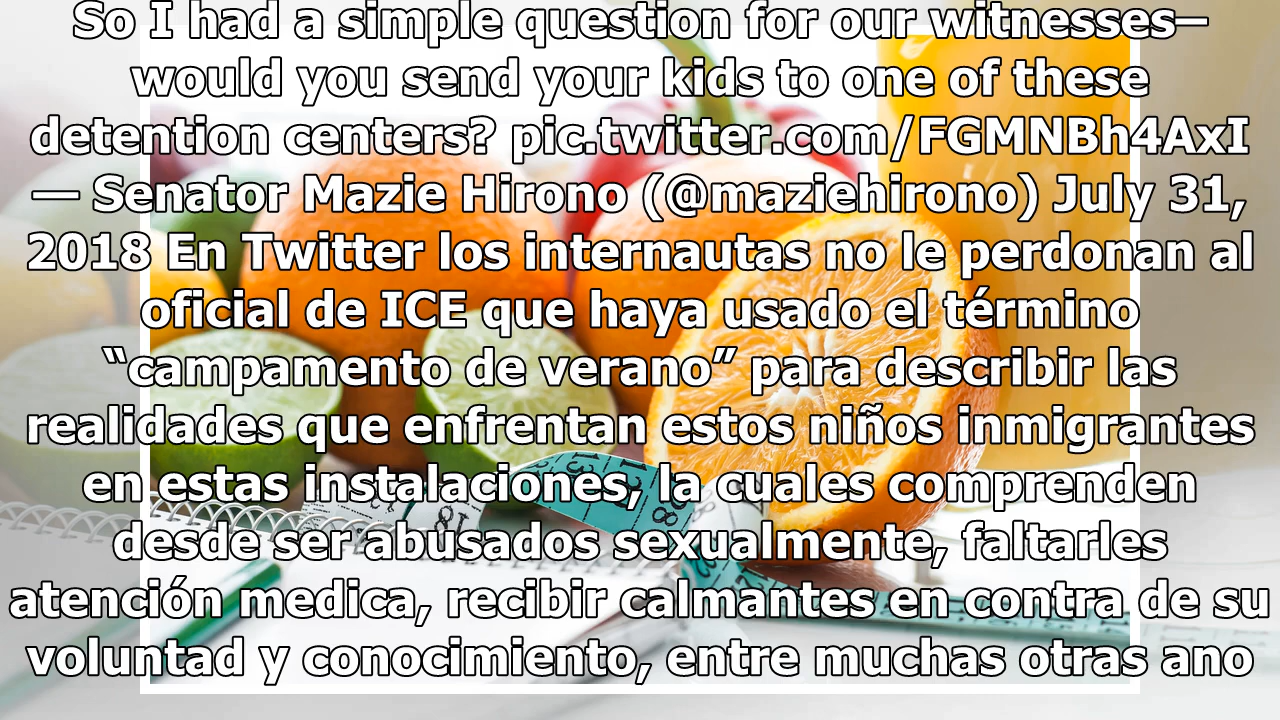 So I had a simple question for our witnesses—
would you send your kids to one of these
detention centers? pic.twitter.com/FGMNBh4AxI
— Senator Mazie Hirono (@maziehirono) July 31,
2018 En Twitter los internautas no le perdonan al
oficial de ICE que haya usado el término
“campamento de verano” para describir las
realidades que enfrentan estos niños inmigrantes
en estas instalaciones, la cuales comprenden
desde ser abusados sexualmente, faltarles
atención medica, recibir calmantes en contra de su
voluntad y conocimiento, entre muchas otras ano